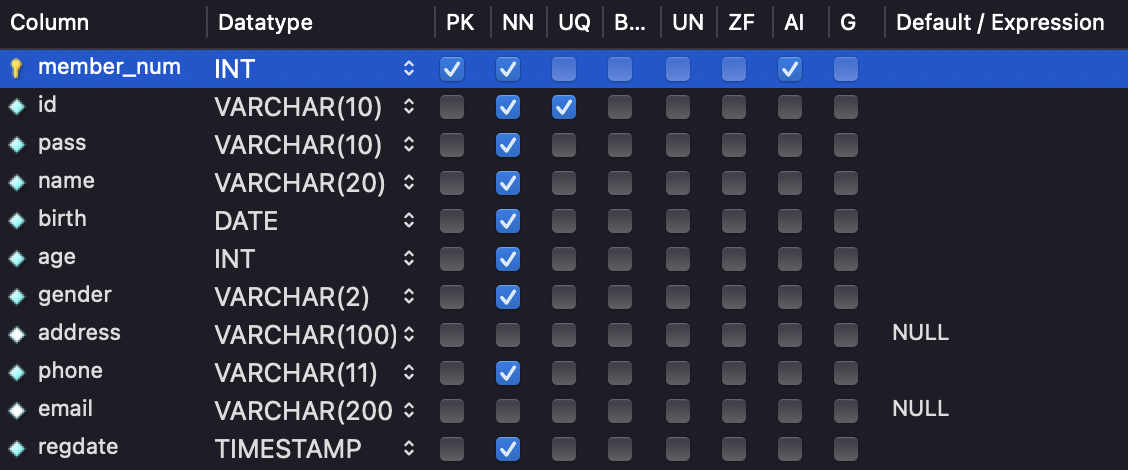 Column Datatype PK NN UQ B... UN ZF AI G Default / Expression
member_num INT
id VARCHAR(10)
pass VARCHAR(10)
name VARCHAR(20)
birth DATE
age INT
gender VARCHAR(2)
address VARCHAR(100) NULL
phone VARCHAR(11)
email VARCHAR(200 NULL
regdate TIMESTAMP